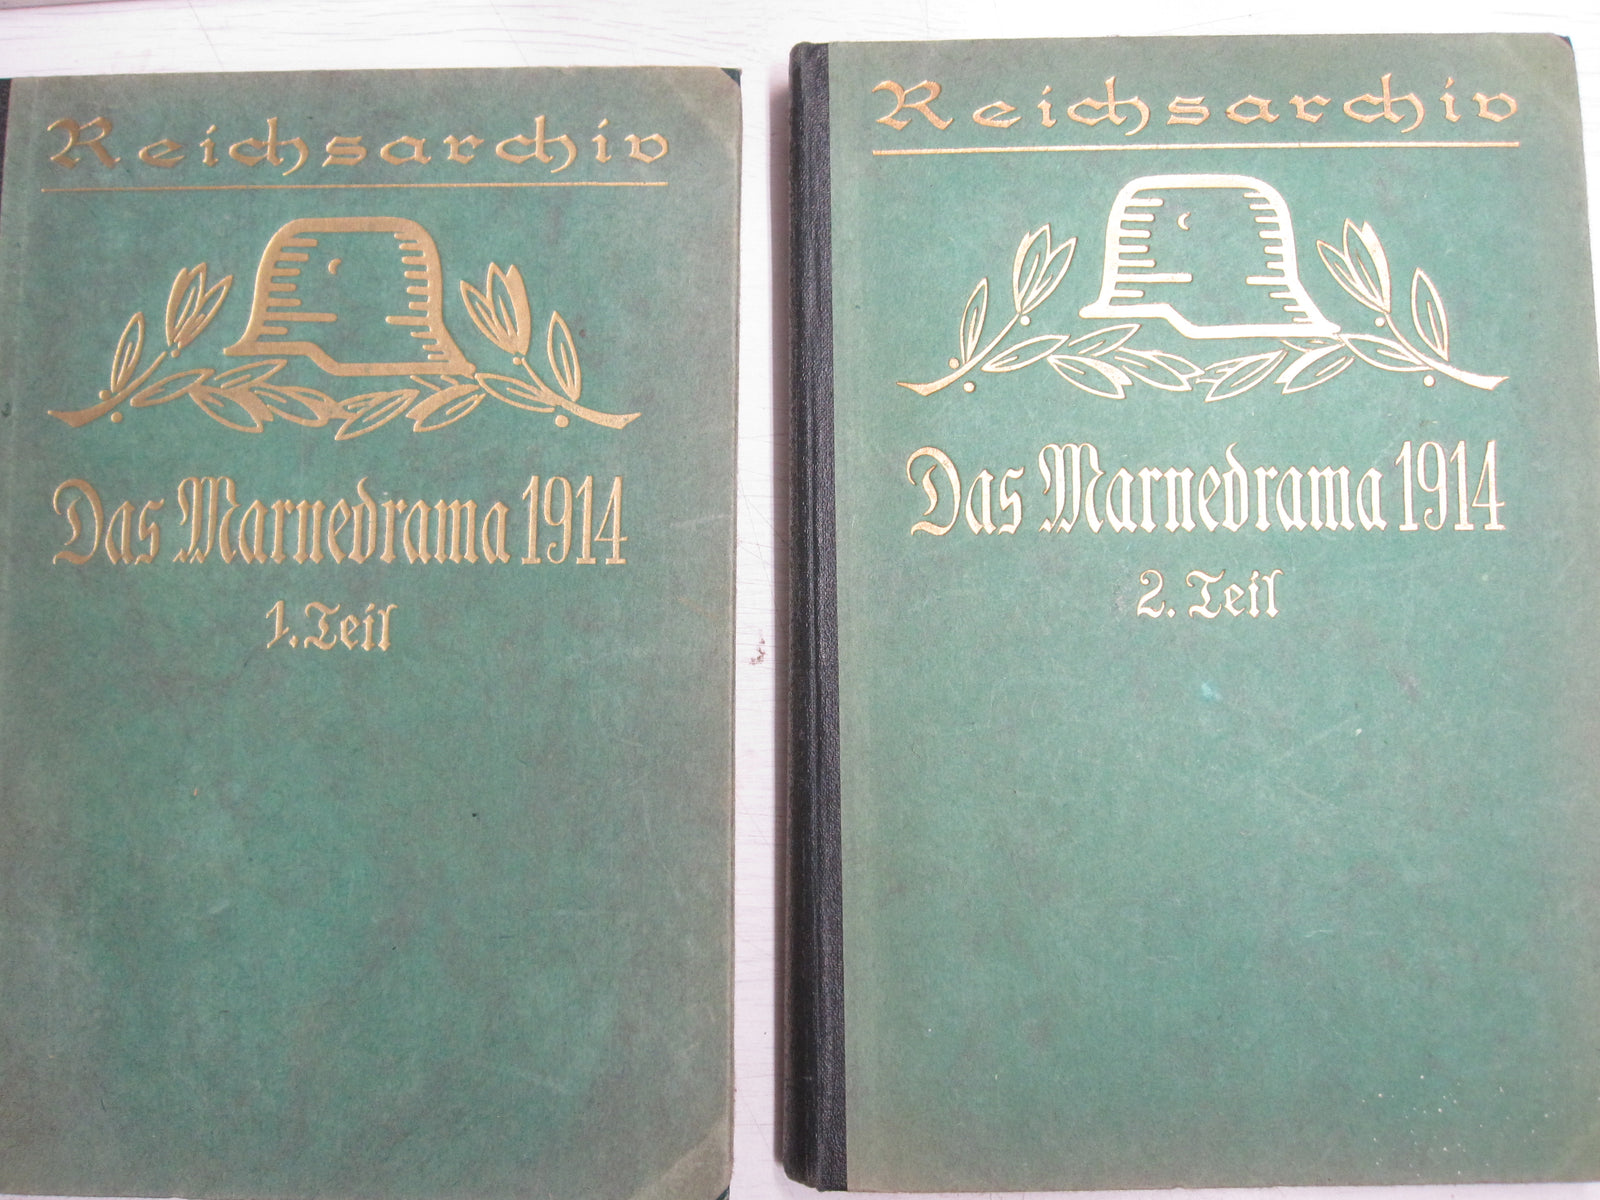 Reichsarchiv
Das Marnedrama 1914
1. Teil
Reichsarchiv
Das Marnedrama 1914
2. Teil